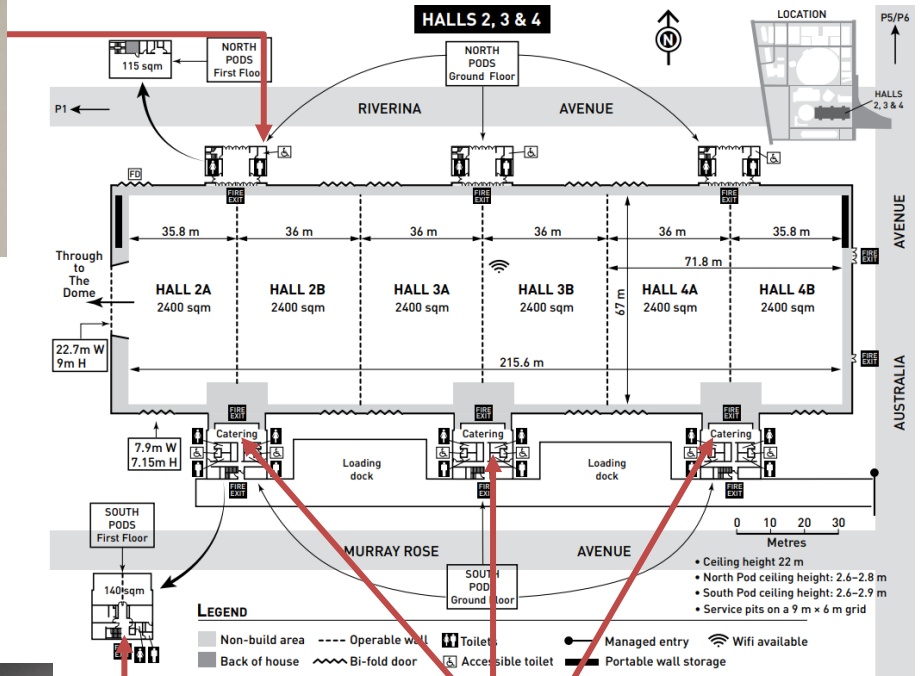 HALLS 2, 3 & 4
LOCATION
P5/P6
N
NORTH
PODS
First Floor
115 sqm
NORTH
PODS
Ground Floor
HALLS
2, 3 & 4
P1
RIVERINA AVENUE
FD
FIRE
EXIT
FIRE
EXIT
FIRE
EXIT
AVENUE
35.8 m
36 m
36 m
36 m
36 m
35.8 m
FIRE
EXIT
71.8 m
Through
to
The
Dome
HALL 2A
2400 sqm
HALL 2B
2400 sqm
HALL 3A
2400 sqm
HALL 3B
2400 sqm
67 m
HALL 4A
2400 sqm
HALL 4B
2400 sqm
22.7m W
9m H
215.6 m
FIRE
EXIT
AUSTRALIA
FIRE
EXIT
FIRE
EXIT
FIRE
EXIT
Catering
Catering
Catering
7.9m W
7.15m H
Loading
dock
Loading
dock
FIRE
EXIT
FIRE
EXIT
FIRE
EXIT
SOUTH
PODS
First Floor
0 10 20 30
Metres
MURRAY ROSE AVENUE
• Ceiling height 22 m
• North Pod ceiling height: 2.6–2.8 m
• South Pod ceiling height: 2.6–2.9 m
• Service pits on a 9 m × 6 m grid
SOUTH
PODS
Ground Floor
140 sqm
LEGEND
Non-build area
Operable wall
Toilets
Managed entry
Wifi available
Back of house
Bi-fold door
Accessible toilet
Portable wall storage